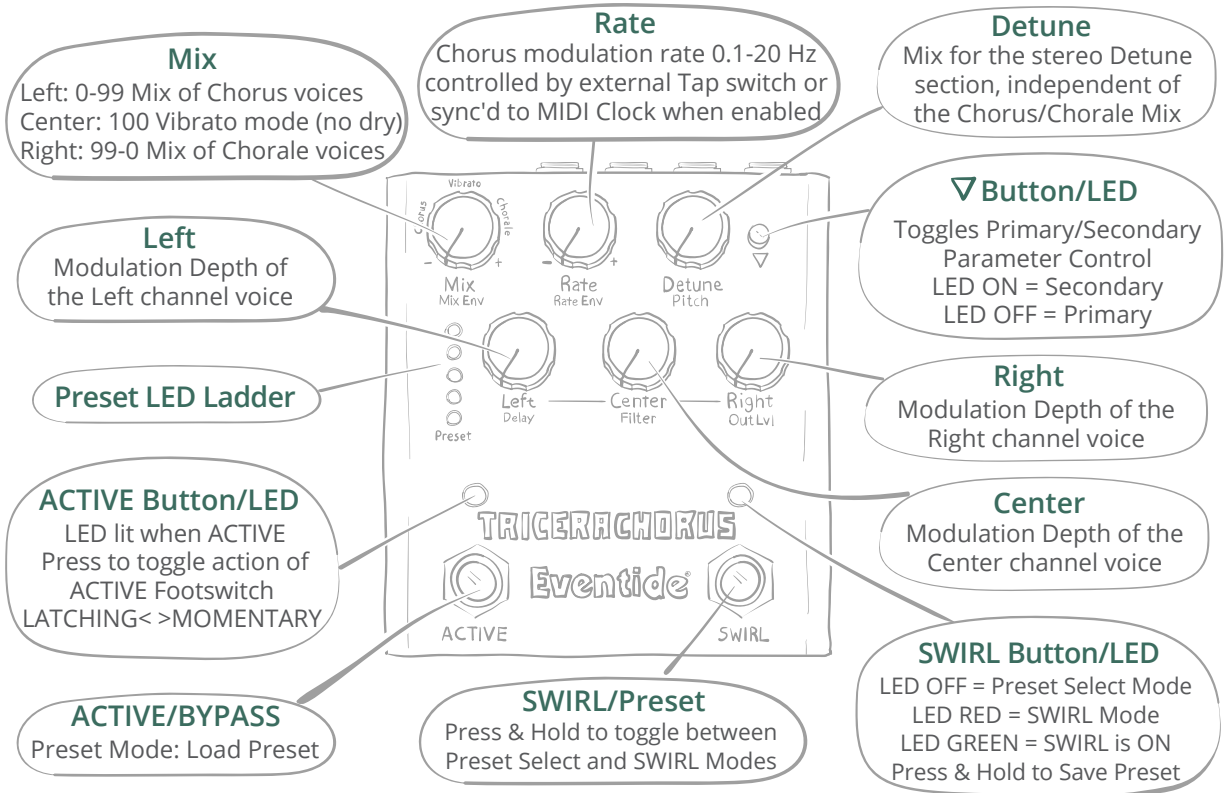 Mix
Left: 0-99 Mix of Chorus voices
Center: 100 Vibrato mode (no dry)
Right: 99-0 Mix of Chorale voices
Rate
Chorus modulation rate 0.1-20 Hz
controlled by external Tap switch or
sync'd to MIDI Clock when enabled
Detune
Mix for the stereo Detune
section, independent of
the Chorus/Chorale Mix
Left
Modulation Depth of
the Left channel voice
Preset LED Ladder
ACTIVE Button/LED
LED lit when ACTIVE
Press to toggle action of
ACTIVE Footswitch
LATCHING< >MOMENTARY
ACTIVE/BYPASS
Preset Mode: Load Preset
Vibrato
Chorus
Chorale
- +
Mix
Mix Env
- +
Rate
Rate Env
Detune
Pitch
▽
Left
Delay
Center
Filter
Right
Out Lvl
Preset
TRICERACHORUS
Eventide®
ACTIVE
SWIRL
SWIRL/Preset
Press & Hold to toggle between
Preset Select and SWIRL Modes
▽ Button/LED
Toggles Primary/Secondary
Parameter Control
LED ON = Secondary
LED OFF = Primary
Right
Modulation Depth of the
Right channel voice
Center
Modulation Depth of the
Center channel voice
SWIRL Button/LED
LED OFF = Preset Select Mode
LED RED = SWIRL Mode
LED GREEN = SWIRL is ON
Press & Hold to Save Preset